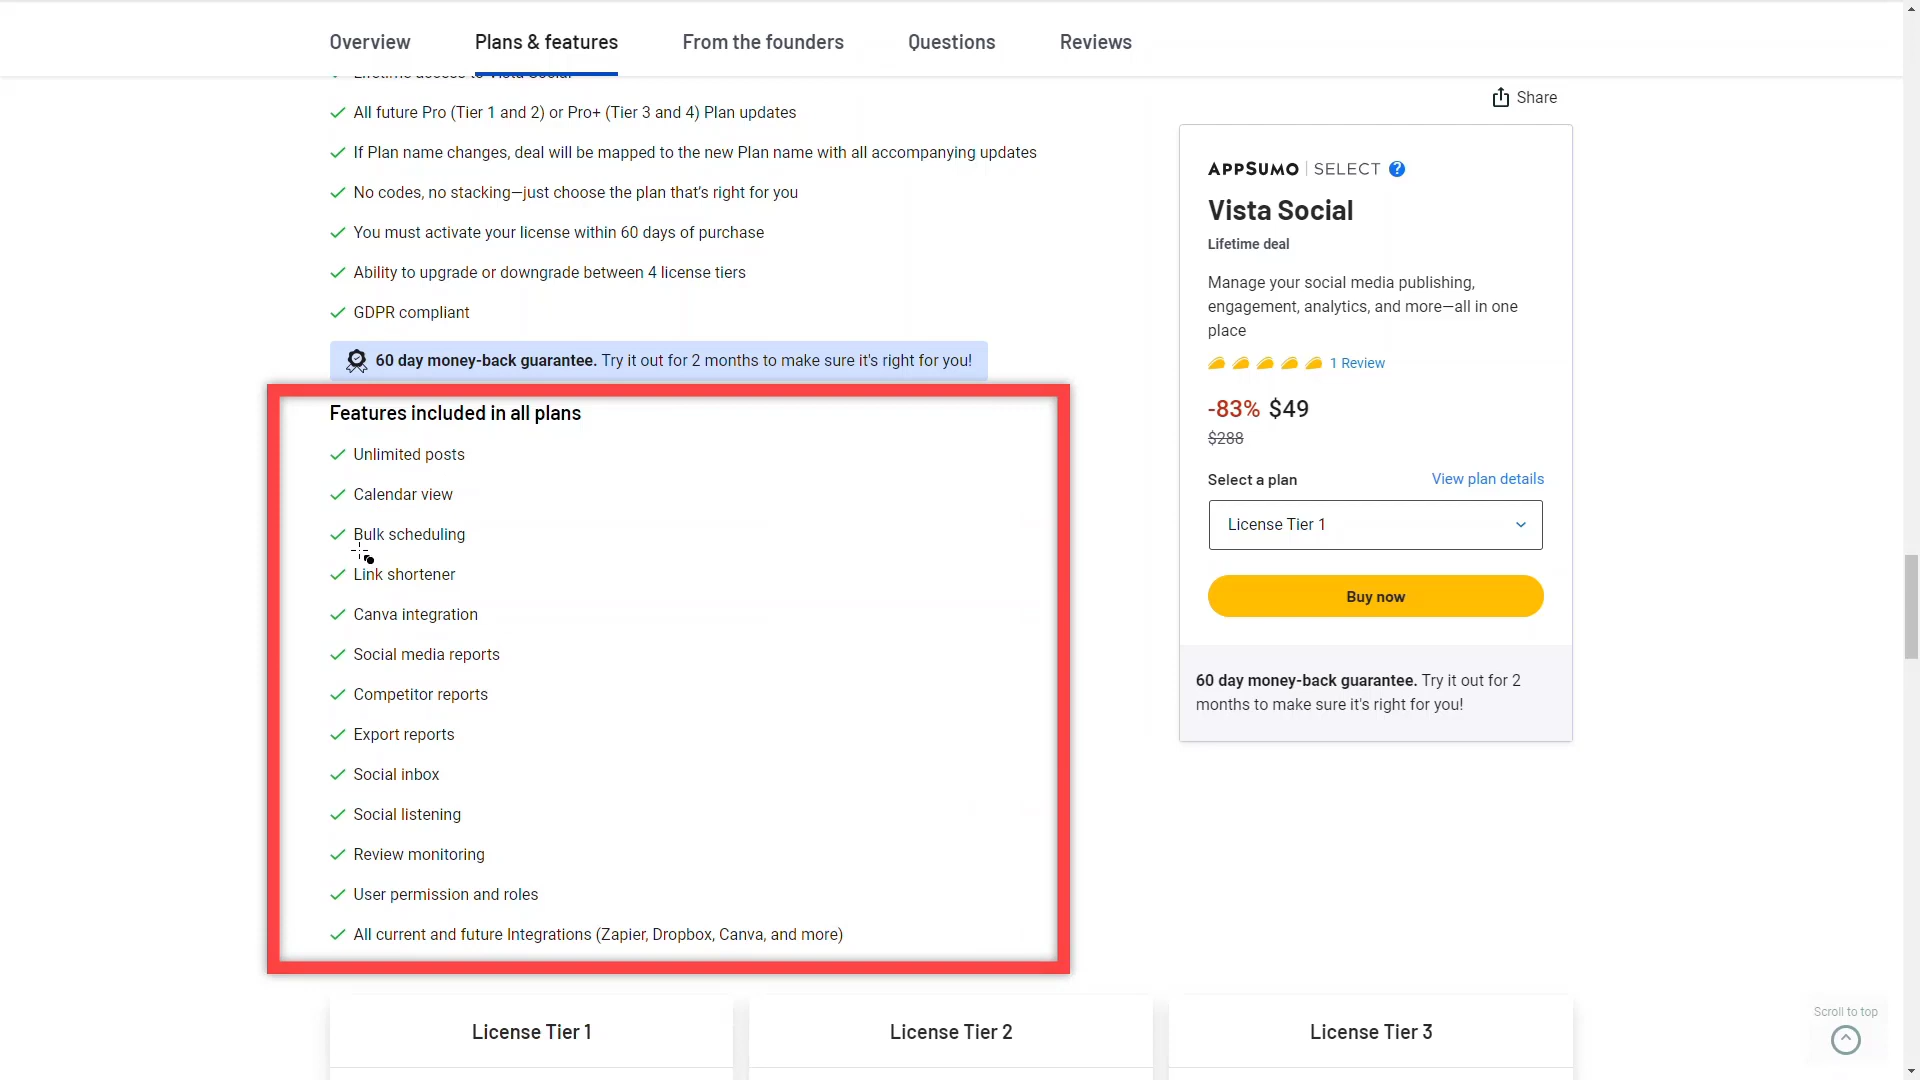 Overview
Plans & features
From the founders
Questions
Reviews
Lifetime access to Vista Social
All future Pro (Tier 1 and 2) or Pro+ (Tier 3 and 4) Plan updates
If Plan name changes, deal will be mapped to the new Plan name with all accompanying updates
No codes, no stacking—just choose the plan that's right for you
You must activate your license within 60 days of purchase
Ability to upgrade or downgrade between 4 license tiers
GDPR compliant
60 day money-back guarantee. Try it out for 2 months to make sure it's right for you!
Features included in all plans
Unlimited posts
Calendar view
Bulk scheduling
Link shortener
Canva integration
Social media reports
Competitor reports
Export reports
Social inbox
Social listening
Review monitoring
User permission and roles
All current and future Integrations (Zapier, Dropbox, Canva, and more)
Share
APPSUMO | SELECT ?
Vista Social
Lifetime deal
Manage your social media publishing,
engagement, analytics, and more—all in one
place
1 Review
-83% $49
$288
Select a plan
View plan details
License Tier 1
Buy now
60 day money-back guarantee. Try it out for 2
months to make sure it's right for you!
License Tier 1
License Tier 2
License Tier 3
Scroll to top